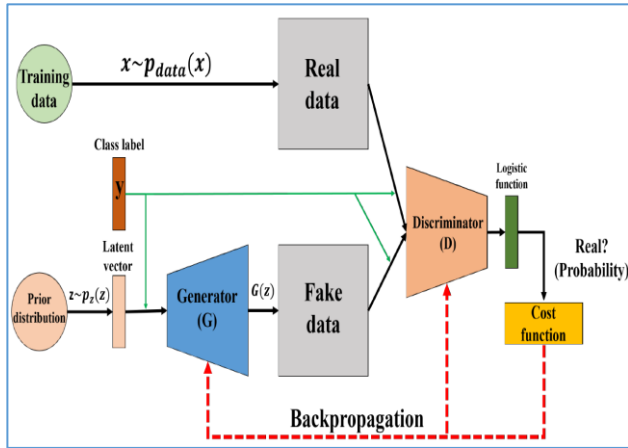 Training
data
x~p_data(x)
Real
data
Class label
y
Latent
vector
Prior
distribution
z~p_z(z)
Generator
(G)
G(z)
Fake
data
Discriminator
(D)
Logistic
function
Real?
(Probability)
Cost
function
Backpropagation